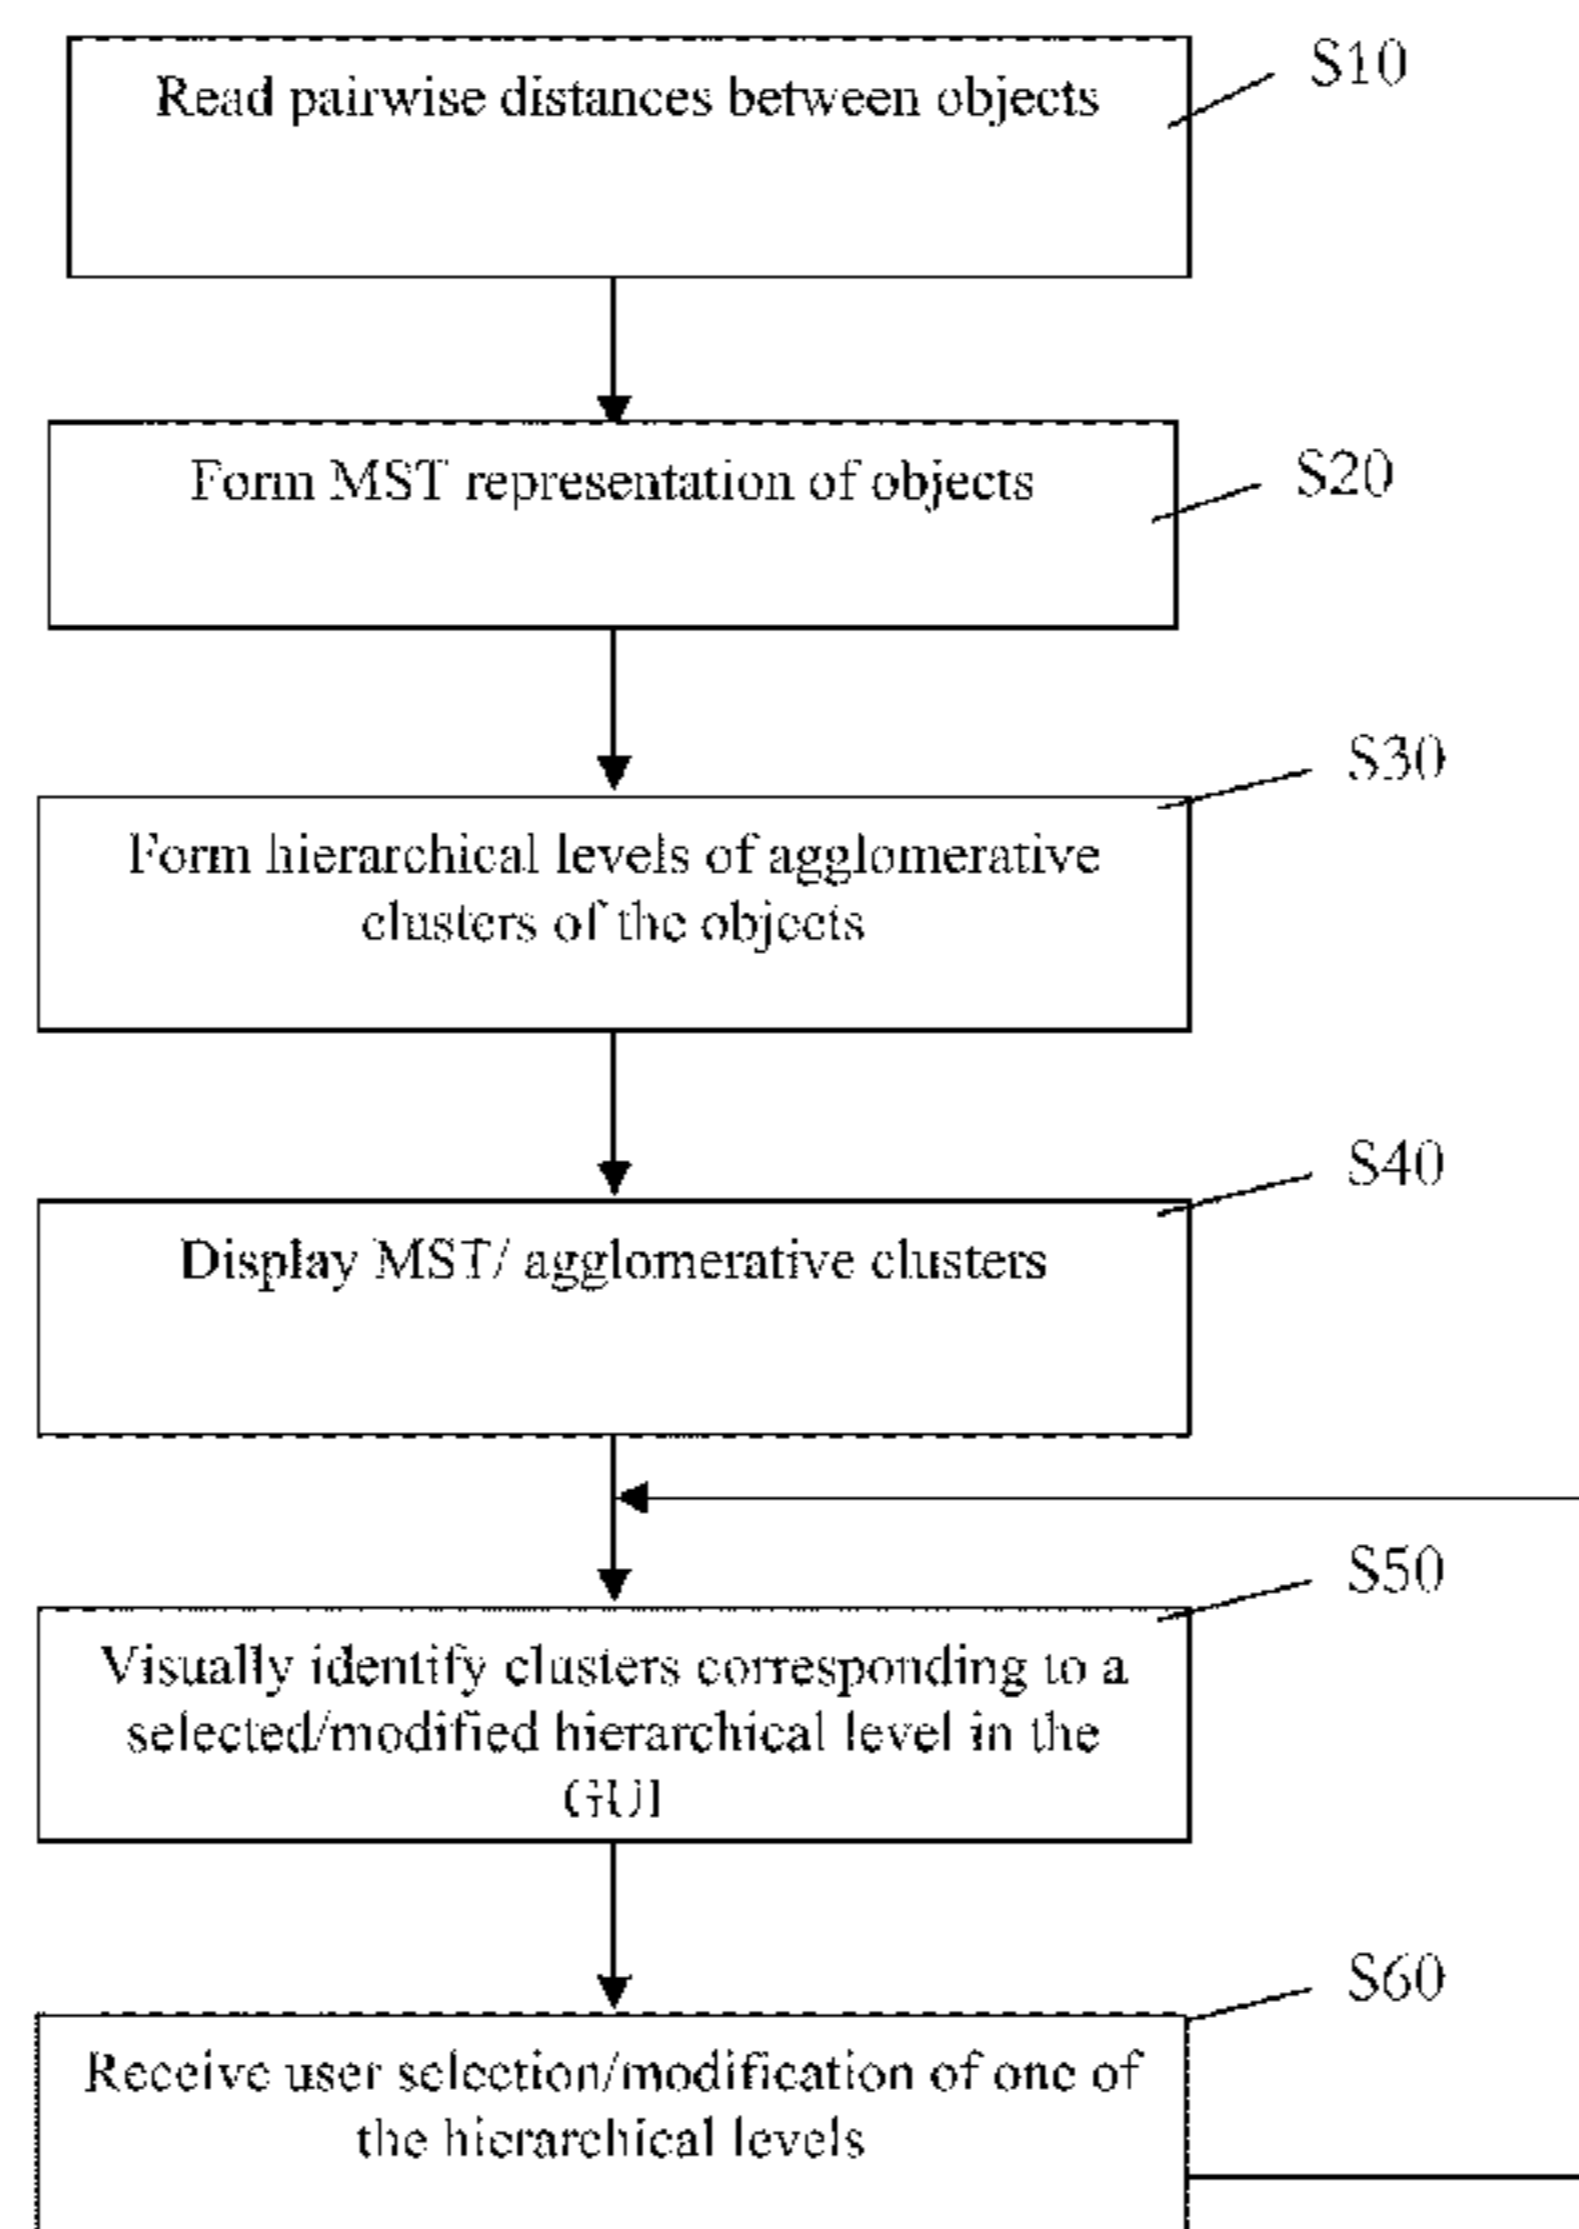 Read pairwise distances between objects
S10
Form MST representation of objects
S20
S30
Form hierarchical levels of agglomerative
clusters of the objects
S40
Display MST/ agglomerative clusters
S50
Visually identify clusters corresponding to a
selected/modified hierarchical level in the
GUI
S60
Receive user selection/modification of one of
the hierarchical levels